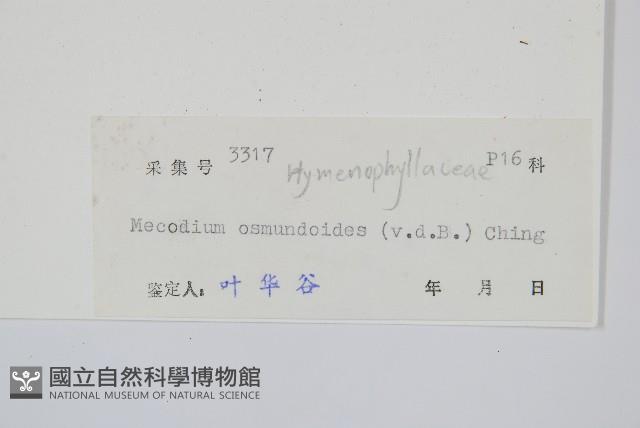 采集号 3317 Hymenophyllaceae P16 科
Mecodium osmundoides (v.d.B.) Ching
鉴定人: 叶华谷 年 月 日
國立自然科學博物館
NATIONAL MUSEUM OF NATURAL SCIENCE